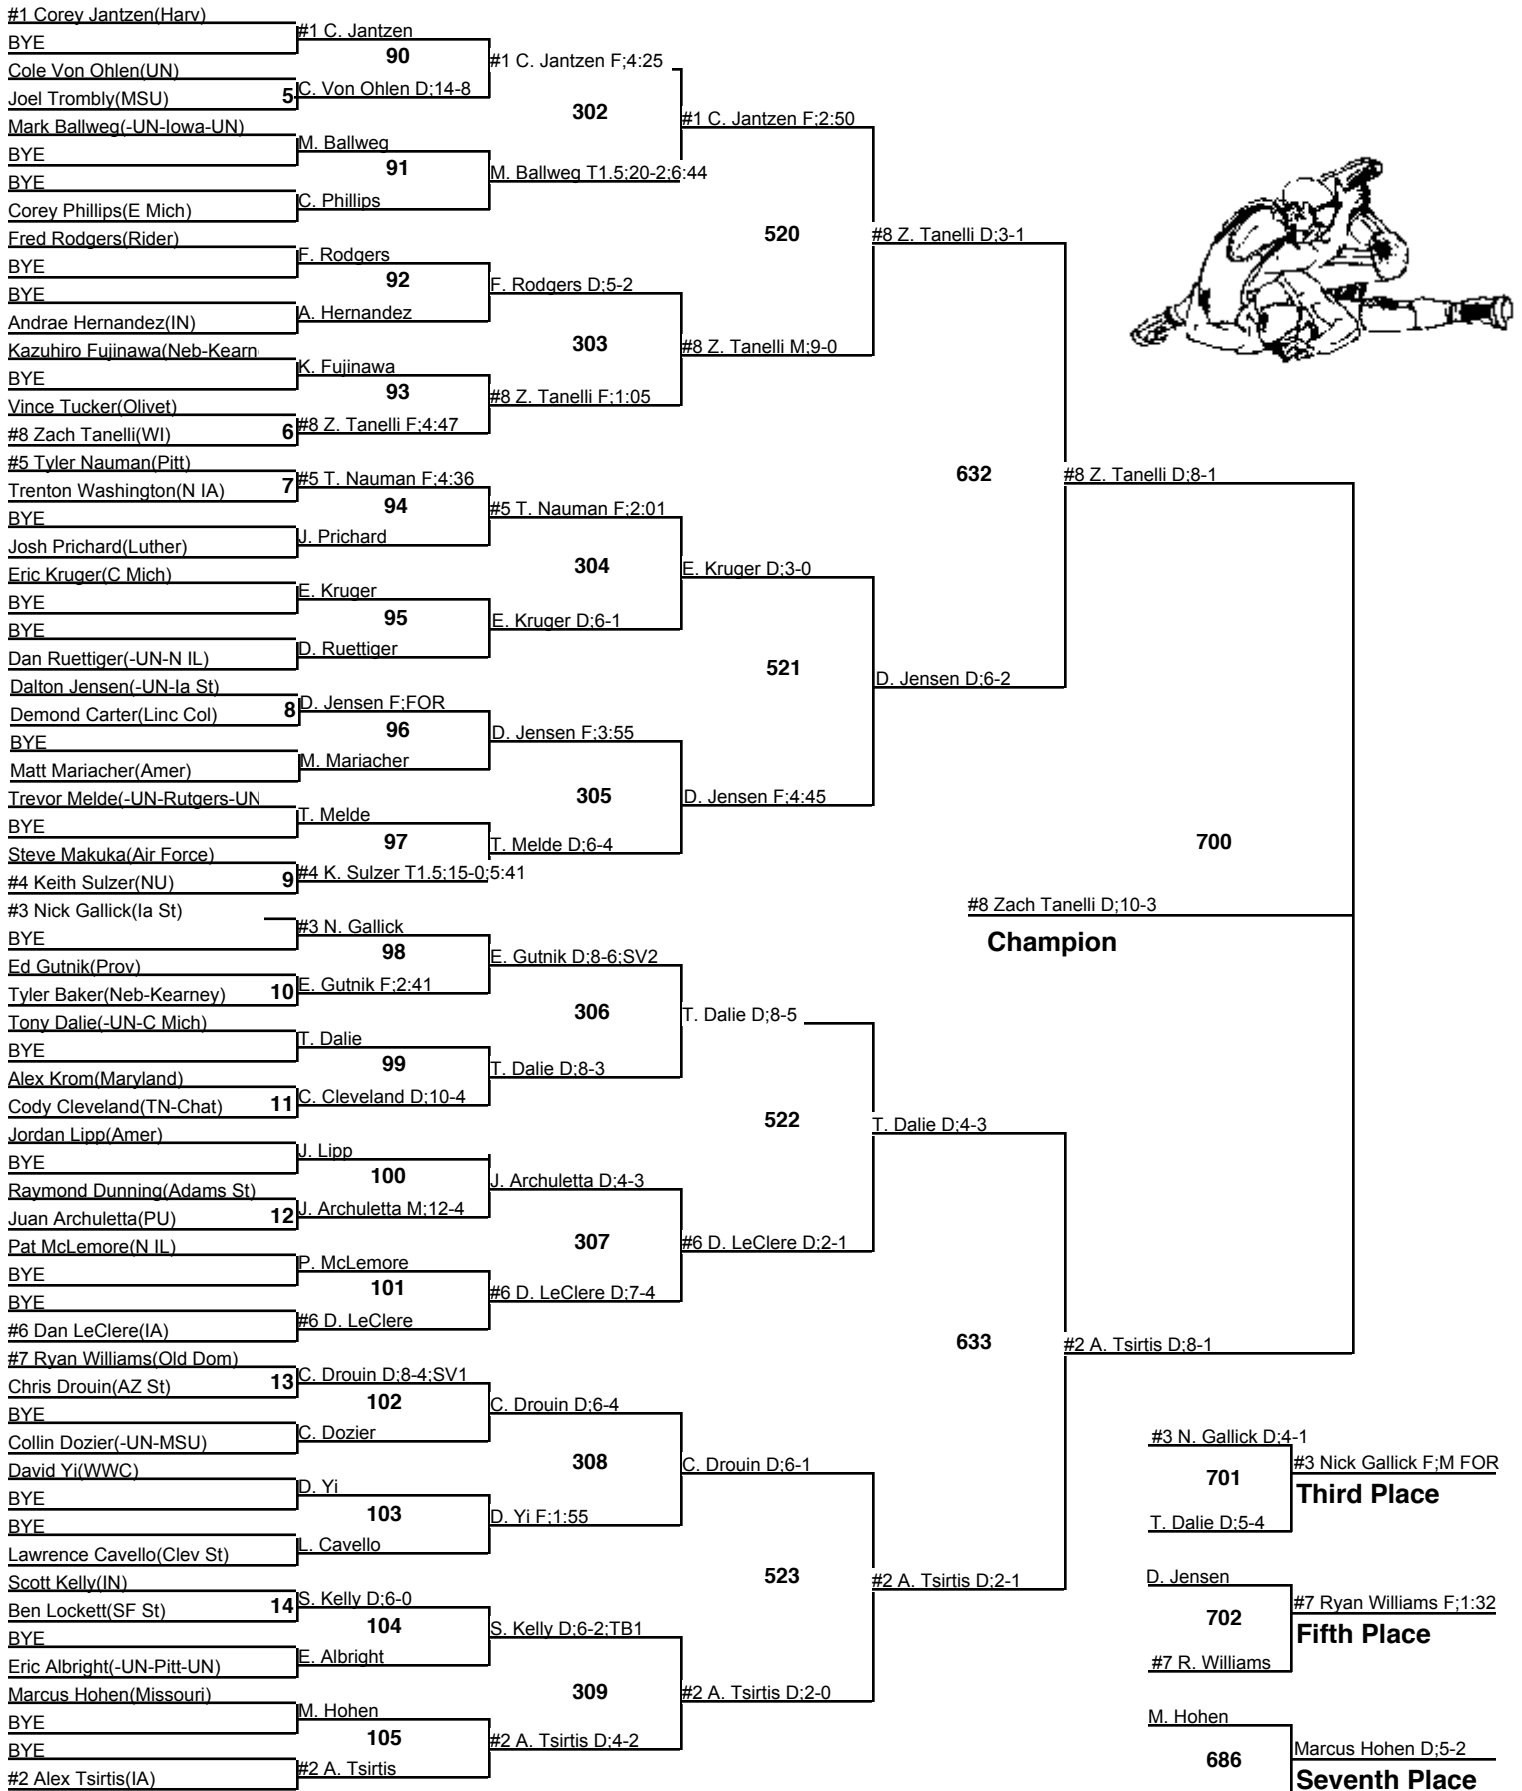 #1 Corey Jantzen(Harv)
BYE
Cole Von Ohlen(UN)
Joel Trombly(MSU)
5
Mark Ballweg(-UN-Iowa-UN)
BYE
BYE
Corey Phillips(E Mich)
Fred Rodgers(Rider)
BYE
BYE
Andrae Hernandez(IN)
Kazuhiro Fujinawa(Neb-Kearn
BYE
Vince Tucker(Olivet)
#8 Zach Tanelli(WI)
6
#5 Tyler Nauman(Pitt)
Trenton Washington(N IA)
7
BYE
Josh Prichard(Luther)
Eric Kruger(C Mich)
BYE
BYE
Dan Ruettiger(-UN-N IL)
Dalton Jensen(-UN-Ia St)
Demond Carter(Linc Col)
8
BYE
Matt Mariacher(Amer)
Trevor Melde(-UN-Rutgers-UN
BYE
Steve Makuka(Air Force)
#4 Keith Sulzer(NU)
9
#3 Nick Gallick(Ia St)
BYE
Ed Gutnik(Prov)
Tyler Baker(Neb-Kearney)
10
Tony Dalie(-UN-C Mich)
BYE
Alex Krom(Maryland)
Cody Cleveland(TN-Chat)
11
Jordan Lipp(Amer)
BYE
Raymond Dunning(Adams St)
Juan Archuletta(PU)
12
Pat McLemore(N IL)
BYE
BYE
#6 Dan LeClere(IA)
#7 Ryan Williams(Old Dom)
Chris Drouin(AZ St)
13
BYE
Collin Dozier(-UN-MSU)
David Yi(WWC)
BYE
BYE
Lawrence Cavello(Clev St)
Scott Kelly(IN)
Ben Lockett(SF St)
14
BYE
Eric Albright(-UN-Pitt-UN)
Marcus Hohen(Missouri)
BYE
BYE
#2 Alex Tsirtis(IA)
#1 C. Jantzen
90
C. Von Ohlen D;14-8
M. Ballweg
91
C. Phillips
F. Rodgers
92
A. Hernandez
K. Fujinawa
93
#8 Z. Tanelli F;4:47
#5 T. Nauman F;4:36
94
J. Prichard
E. Kruger
95
D. Ruettiger
D. Jensen F;FOR
96
M. Mariacher
T. Melde
97
#4 K. Sulzer T1.5;15-0;5:41
#3 N. Gallick
98
E. Gutnik F;2:41
T. Dalie
99
C. Cleveland D;10-4
J. Lipp
100
J. Archuletta M;12-4
P. McLemore
101
#6 D. LeClere
C. Drouin D;8-4;SV1
102
C. Dozier
D. Yi
103
L. Cavello
S. Kelly D;6-0
104
E. Albright
M. Hohen
105
#2 A. Tsirtis
#1 C. Jantzen F;4:25
302
M. Ballweg T1.5;20-2;6:44
F. Rodgers D;5-2
303
#8 Z. Tanelli F;1:05
#5 T. Nauman F;2:01
304
E. Kruger D;6-1
D. Jensen F;3:55
305
T. Melde D;6-4
E. Gutnik D;8-6;SV2
306
T. Dalie D;8-3
J. Archuletta D;4-3
307
#6 D. LeClere D;7-4
C. Drouin D;6-4
308
D. Yi F;1:55
S. Kelly D;6-2;TB1
309
#2 A. Tsirtis D;4-2
#1 C. Jantzen F;2:50
520
#8 Z. Tanelli M;9-0
E. Kruger D;3-0
521
D. Jensen F;4:45
T. Dalie D;8-5
522
#6 D. LeClere D;2-1
C. Drouin D;6-1
523
#2 A. Tsirtis D;2-0
#8 Z. Tanelli D;3-1
632
D. Jensen D;6-2
T. Dalie D;4-3
633
#2 A. Tsirtis D;2-1
#8 Z. Tanelli D;8-1
700
#2 A. Tsirtis D;8-1
#8 Zach Tanelli D;10-3
Champion
#3 N. Gallick D;4-1
701
T. Dalie D;5-4
#3 Nick Gallick F;M FOR
Third Place
D. Jensen
702
#7 R. Williams
#7 Ryan Williams F;1:32
Fifth Place
M. Hohen
686
Marcus Hohen D;5-2
Seventh Place